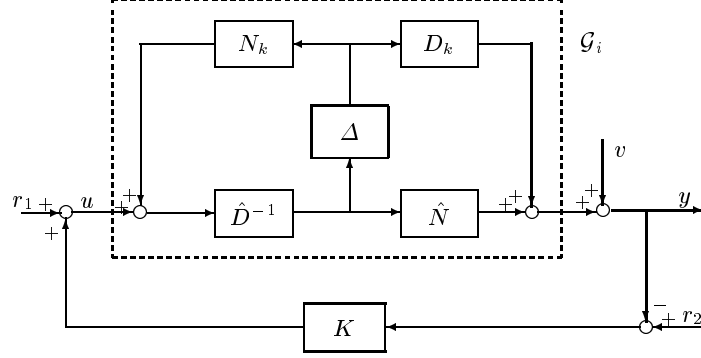 N_k D_k 𝒢_i
Δ
v
r_1 + u + + D̂^{-1} N̂ + + + + y
+
− + r_2
K